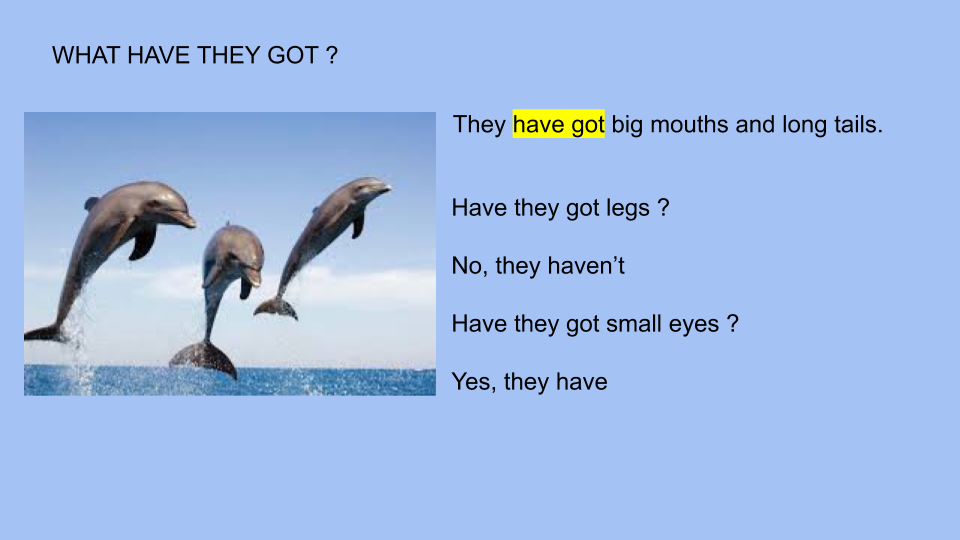 WHAT HAVE THEY GOT ?
They have got big mouths and long tails.
Have they got legs ?
No, they haven’t
Have they got small eyes ?
Yes, they have